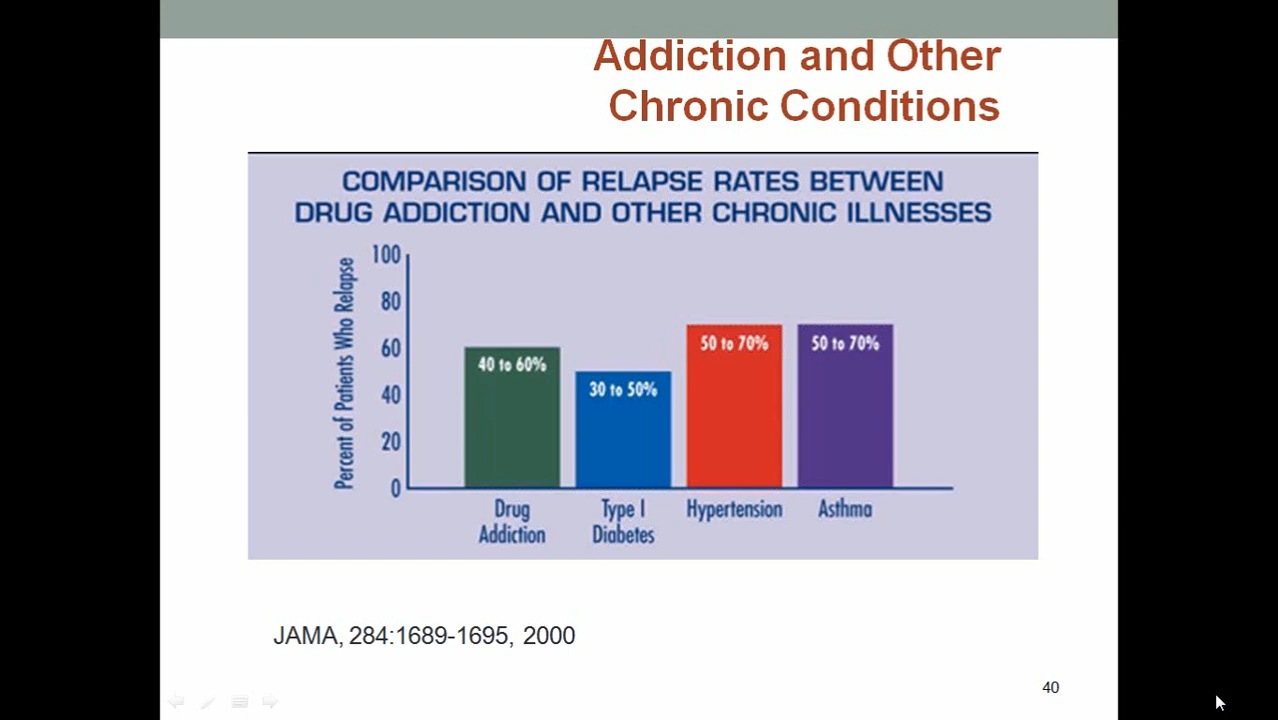 Addiction and Other
Chronic Conditions
COMPARISON OF RELAPSE RATES BETWEEN
DRUG ADDICTION AND OTHER CHRONIC ILLNESSES
Percent of Patients Who Relapse
100
80
60
40
20
0
40 to 60%
30 to 50%
50 to 70%
50 to 70%
Drug
Addiction
Type I
Diabetes
Hypertension
Asthma
JAMA, 284:1689-1695, 2000
40